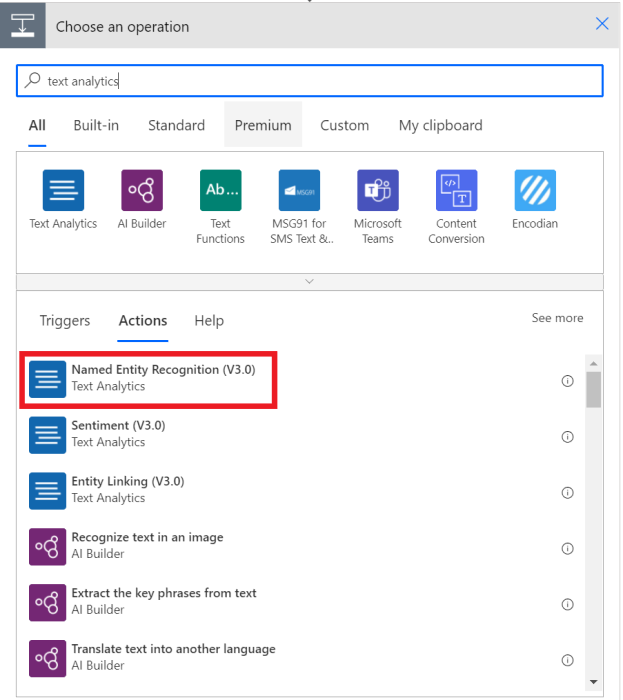 Choose an operation
text analytics
All Built-in Standard Premium Custom My clipboard
Text Analytics AI Builder Text Functions MSG91 for SMS Text &.. Microsoft Teams Content Conversion Encodian
Ab...
MSG91
Triggers Actions Help See more
Named Entity Recognition (V3.0)
Text Analytics
Sentiment (V3.0)
Text Analytics
Entity Linking (V3.0)
Text Analytics
Recognize text in an image
AI Builder
Extract the key phrases from text
AI Builder
Translate text into another language
AI Builder